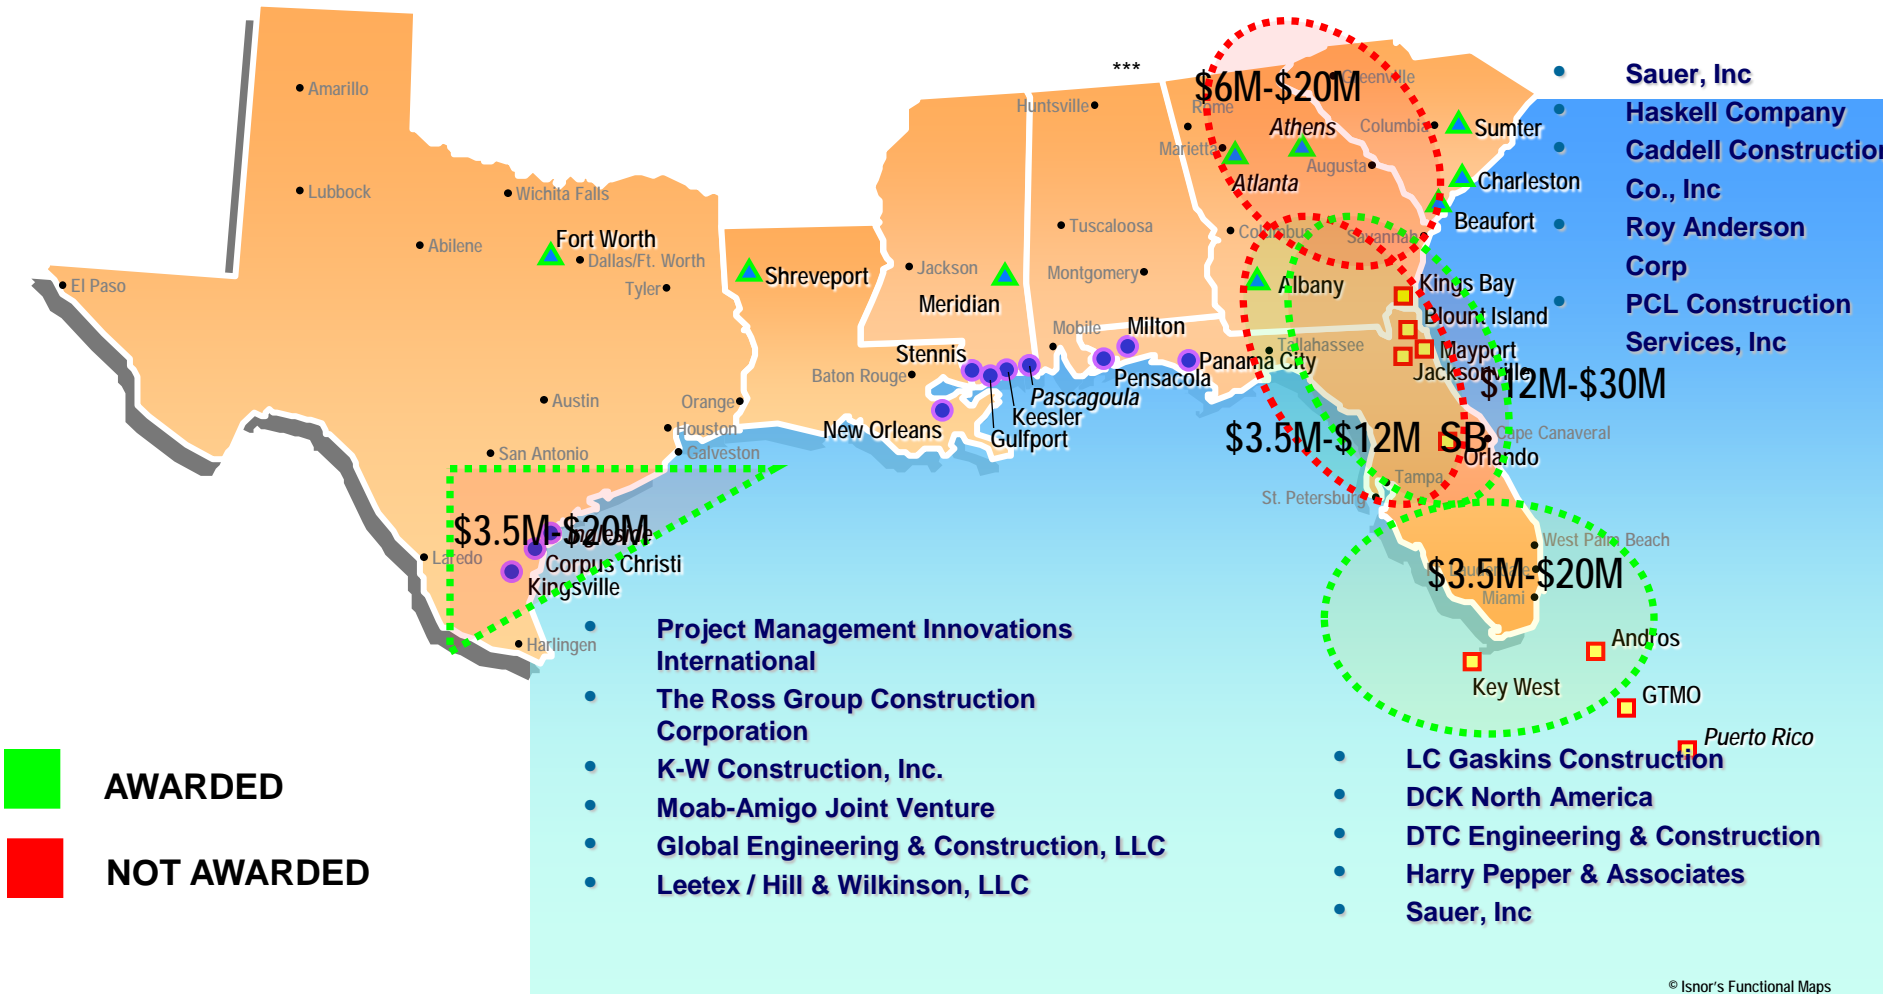 ***
$6M-$20M
Greenville
Amarillo
Huntsville
Rome
Athens
Columbia
Sumter
Marietta
Augusta
Atlanta
Charleston
Lubbock
Wichita Falls
Beaufort
Tuscaloosa
Columbus
Savannah
Abilene
Fort Worth
Dallas/Ft. Worth
Shreveport
Jackson
Montgomery
Albany
Kings Bay
El Paso
Tyler
Meridian
Blount Island
Mobile
Milton
Tallahassee
Mayport
Stennis
Panama City
Jacksonville
Baton Rouge
Pensacola
$12M-$30M
Pascagoula
Austin
Orange
Keesler
New Orleans
Gulfport
Houston
$3.5M-$12M SB
Cape Canaveral
San Antonio
Galveston
Orlando
Tampa
St. Petersburg
$3.5M-$20M
Ingleside
Laredo
Corpus Christi
Kingsville
West Palm Beach
Lauderdale
$3.5M-$20M
Miami
Harlingen
Andros
Key West
GTMO
Puerto Rico
• Sauer, Inc
• Haskell Company
• Caddell Construction
Co., Inc
• Roy Anderson
Corp
• PCL Construction
Services, Inc
• Project Management Innovations
International
• The Ross Group Construction
Corporation
• K-W Construction, Inc.
• Moab-Amigo Joint Venture
• Global Engineering & Construction, LLC
• Leetex / Hill & Wilkinson, LLC
• LC Gaskins Construction
• DCK North America
• DTC Engineering & Construction
• Harry Pepper & Associates
• Sauer, Inc
AWARDED
NOT AWARDED
© Isnor's Functional Maps